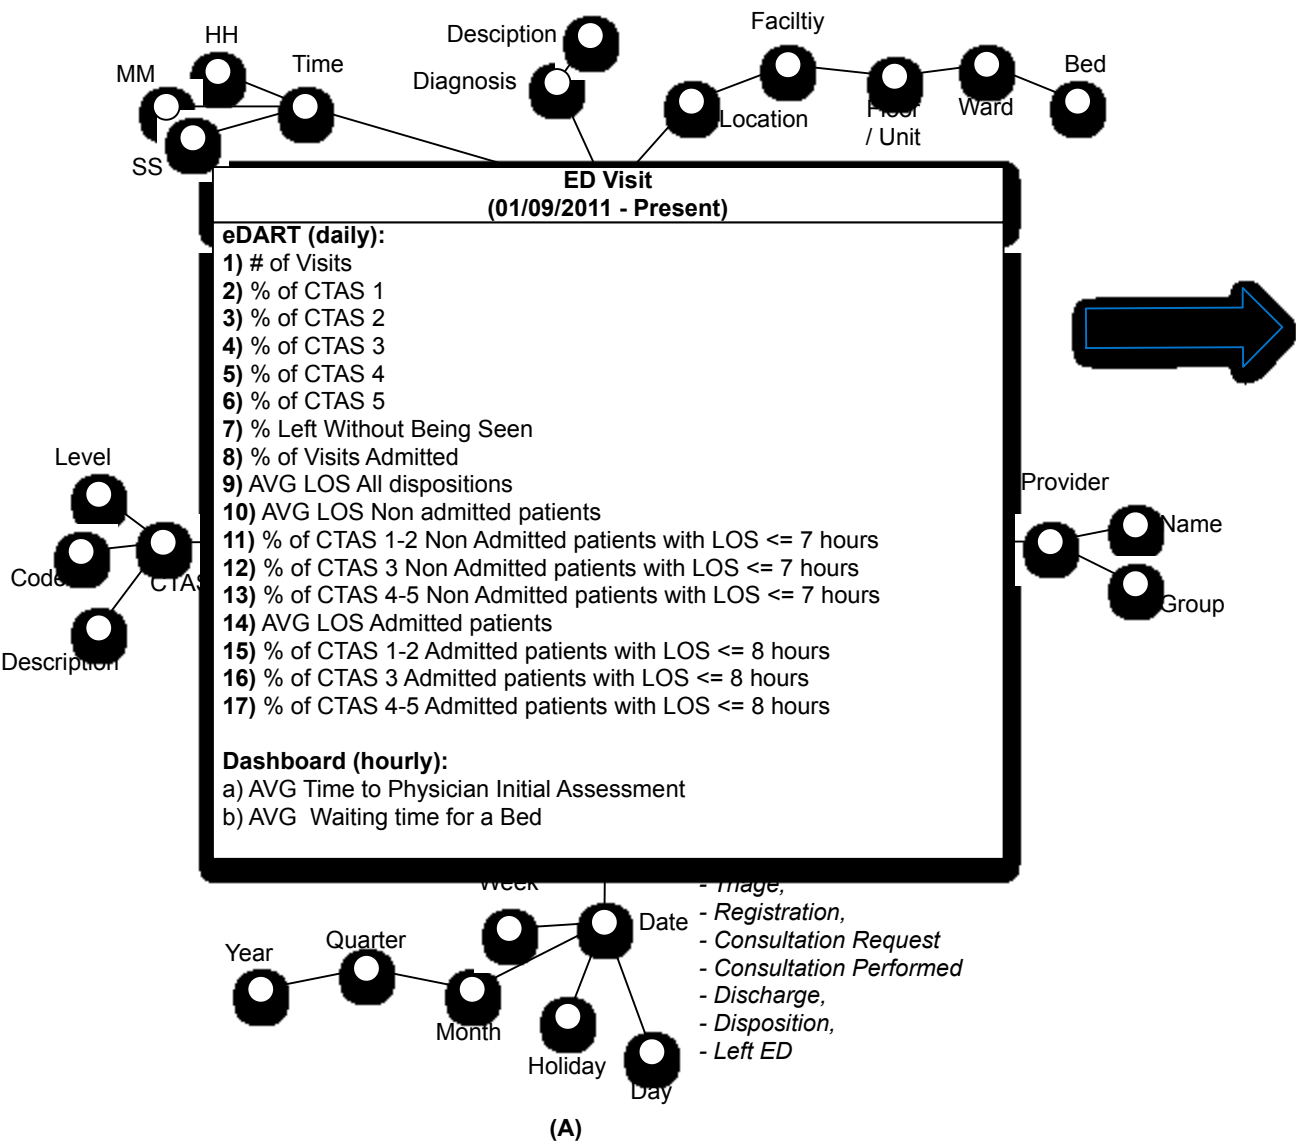 Faciltiy
HH
Desciption
MM
Time
Diagnosis
Bed
Location
Floor
/ Unit
Ward
SS
ED Visit
(01/09/2011 - Present)
eDART (daily):
1) # of Visits
2) % of CTAS 1
3) % of CTAS 2
4) % of CTAS 3
5) % of CTAS 4
6) % of CTAS 5
7) % Left Without Being Seen
8) % of Visits Admitted
9) AVG LOS All dispositions
10) AVG LOS Non admitted patients
11) % of CTAS 1-2 Non Admitted patients with LOS <= 7 hours
12) % of CTAS 3 Non Admitted patients with LOS <= 7 hours
13) % of CTAS 4-5 Non Admitted patients with LOS <= 7 hours
14) AVG LOS Admitted patients
15) % of CTAS 1-2 Admitted patients with LOS <= 8 hours
16) % of CTAS 3 Admitted patients with LOS <= 8 hours
17) % of CTAS 4-5 Admitted patients with LOS <= 8 hours
Dashboard (hourly):
a) AVG Time to Physician Initial Assessment
b) AVG  Waiting time for a Bed
Level
Code
CTAS
Description
Provider
Name
Group
Week
Date
Year
Quarter
Month
Holiday
Day
- Triage,
- Registration,
- Consultation Request
- Consultation Performed
- Discharge,
- Disposition,
- Left ED
(A)